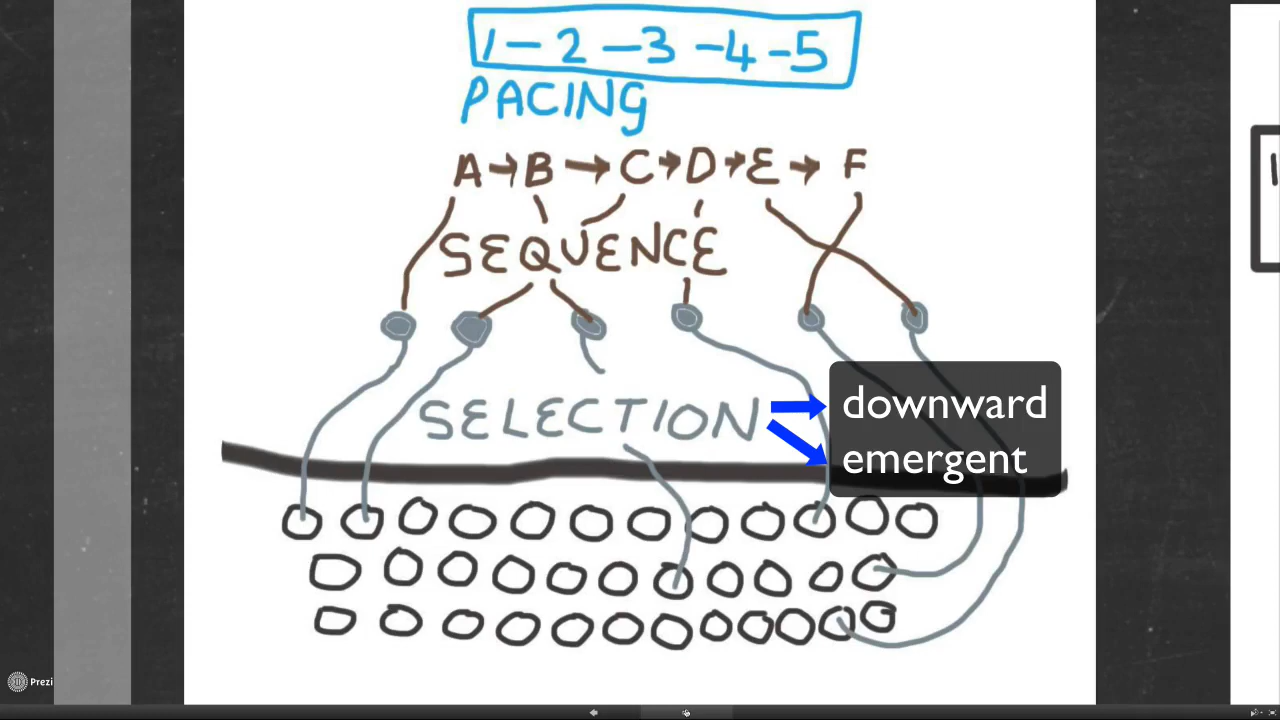 1 – 2 – 3 – 4 - 5
PACING
A → B → C → D → E → F
SEQUENCE
SELECTION
downward
emergent
Prezi